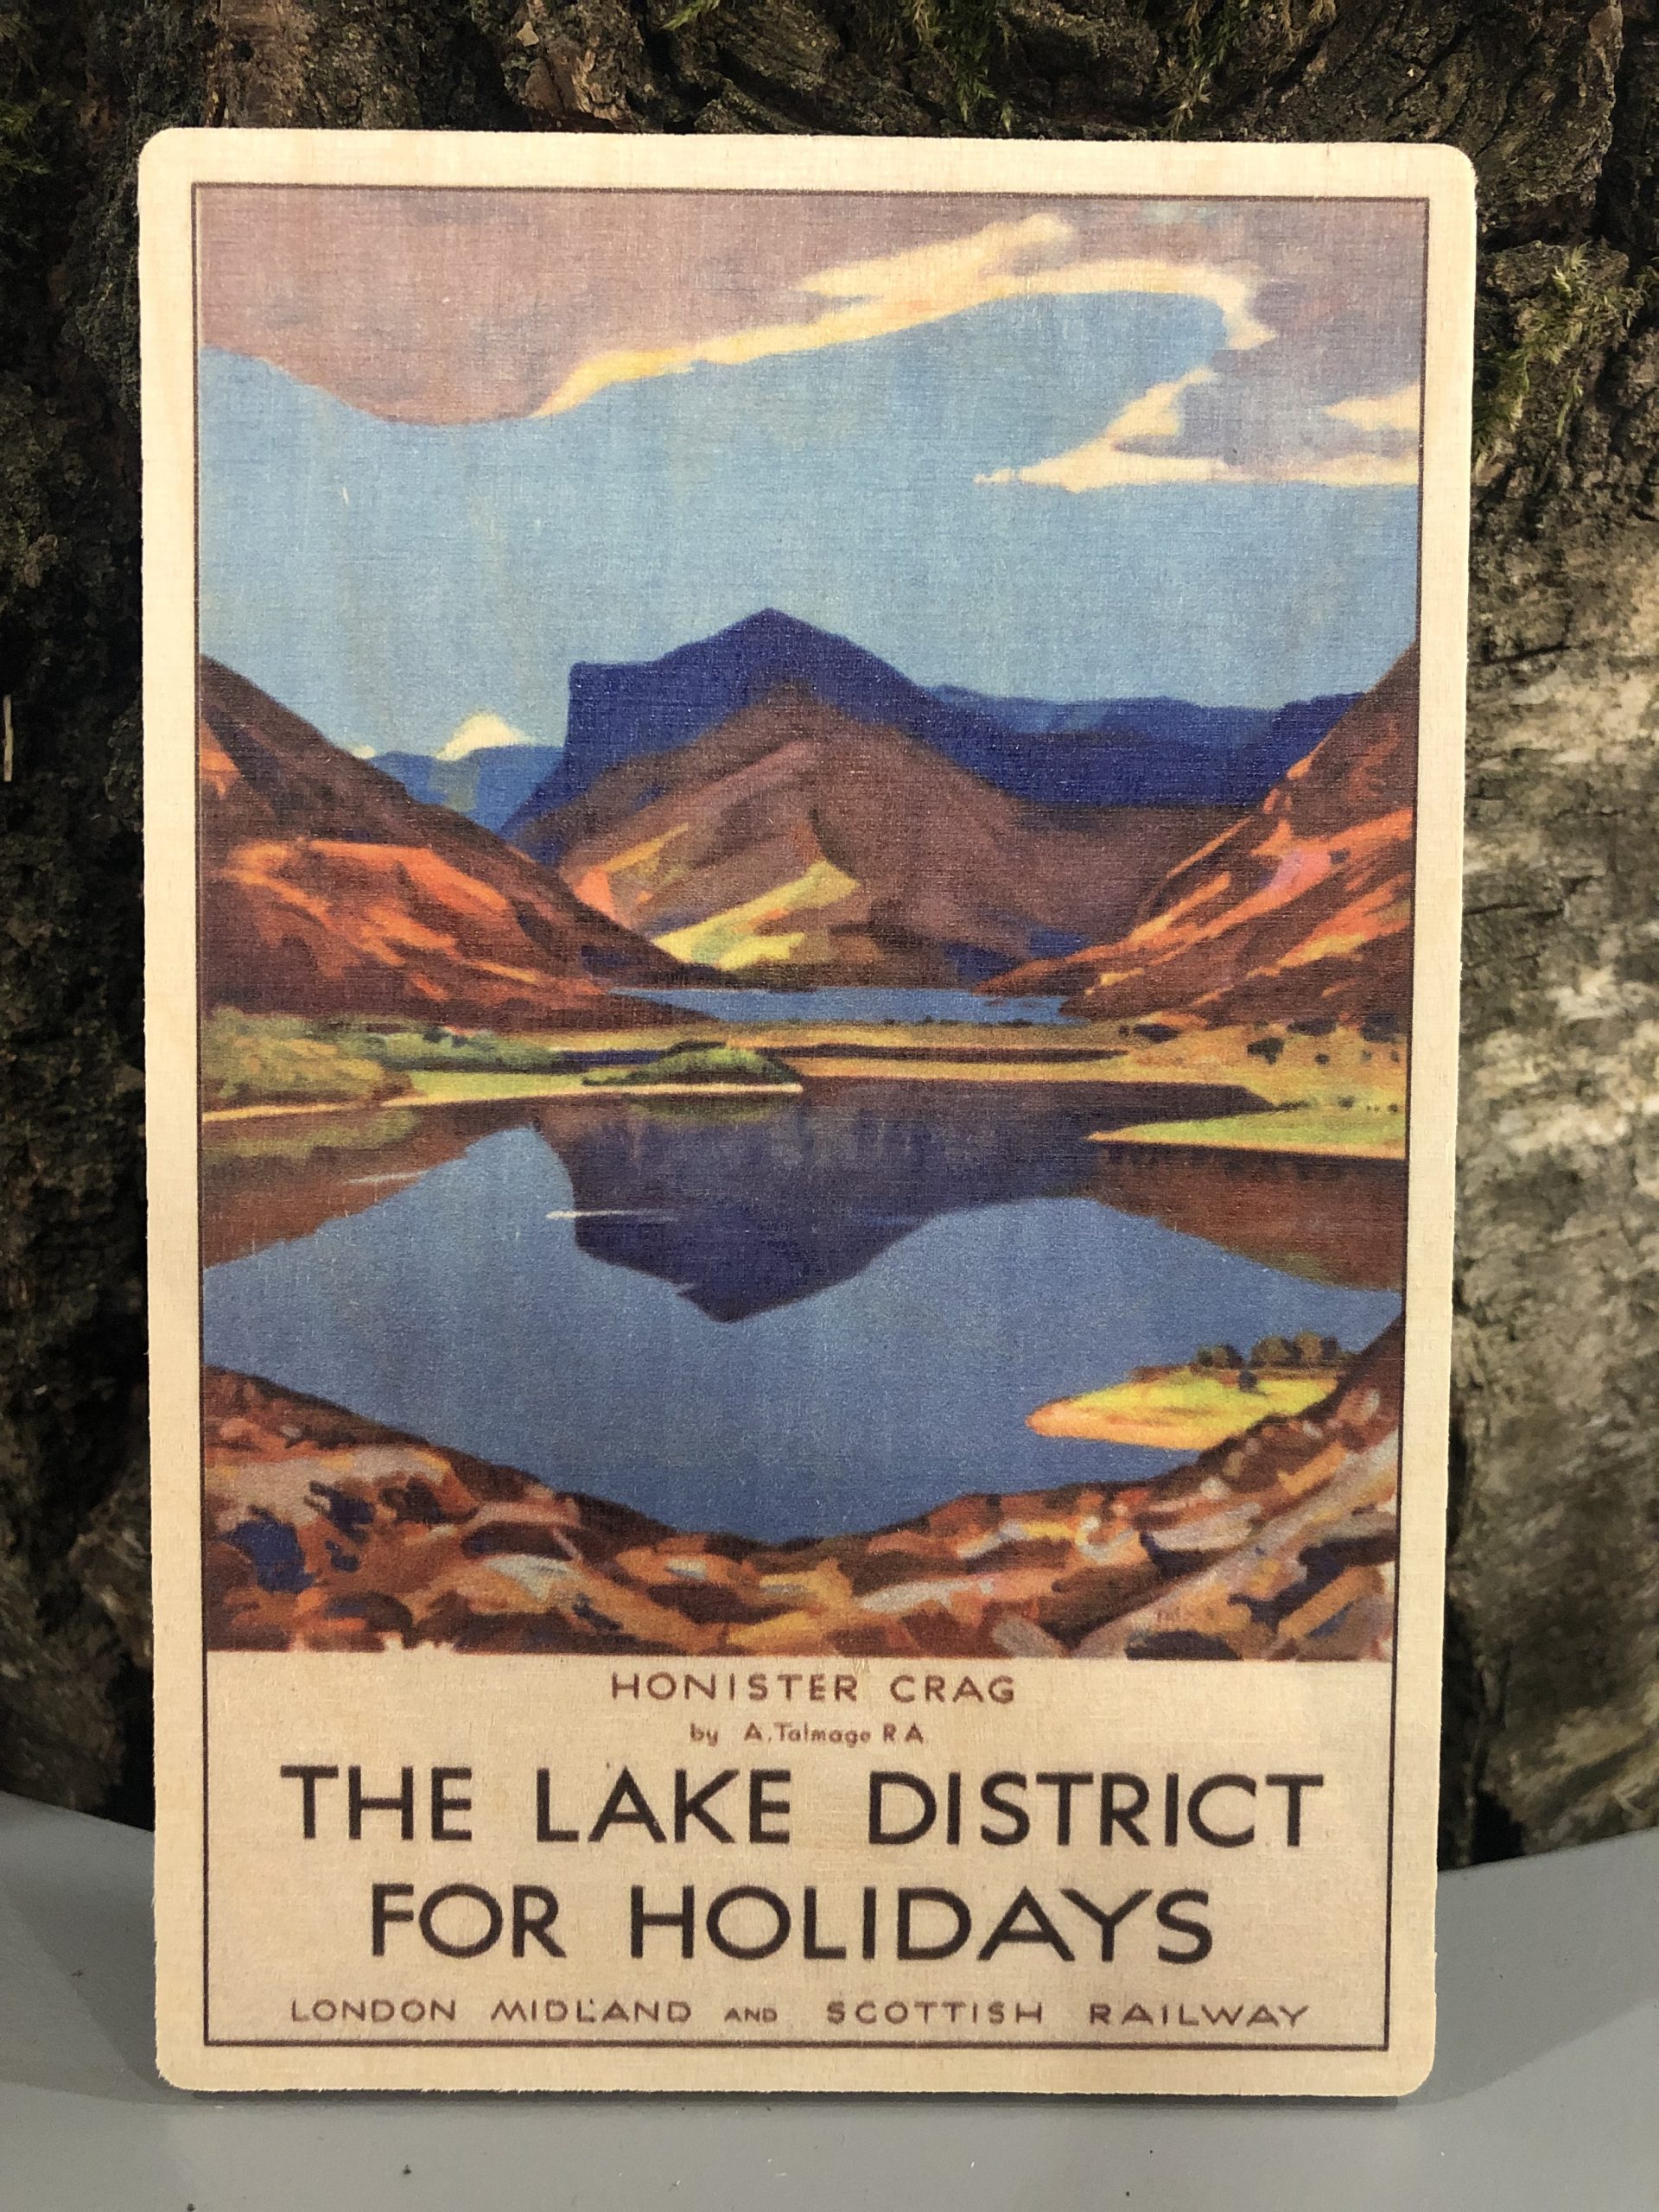 HONISTER CRAG
by A. Talmage R A
THE LAKE DISTRICT
FOR HOLIDAYS
LONDON MIDLAND AND SCOTTISH RAILWAY